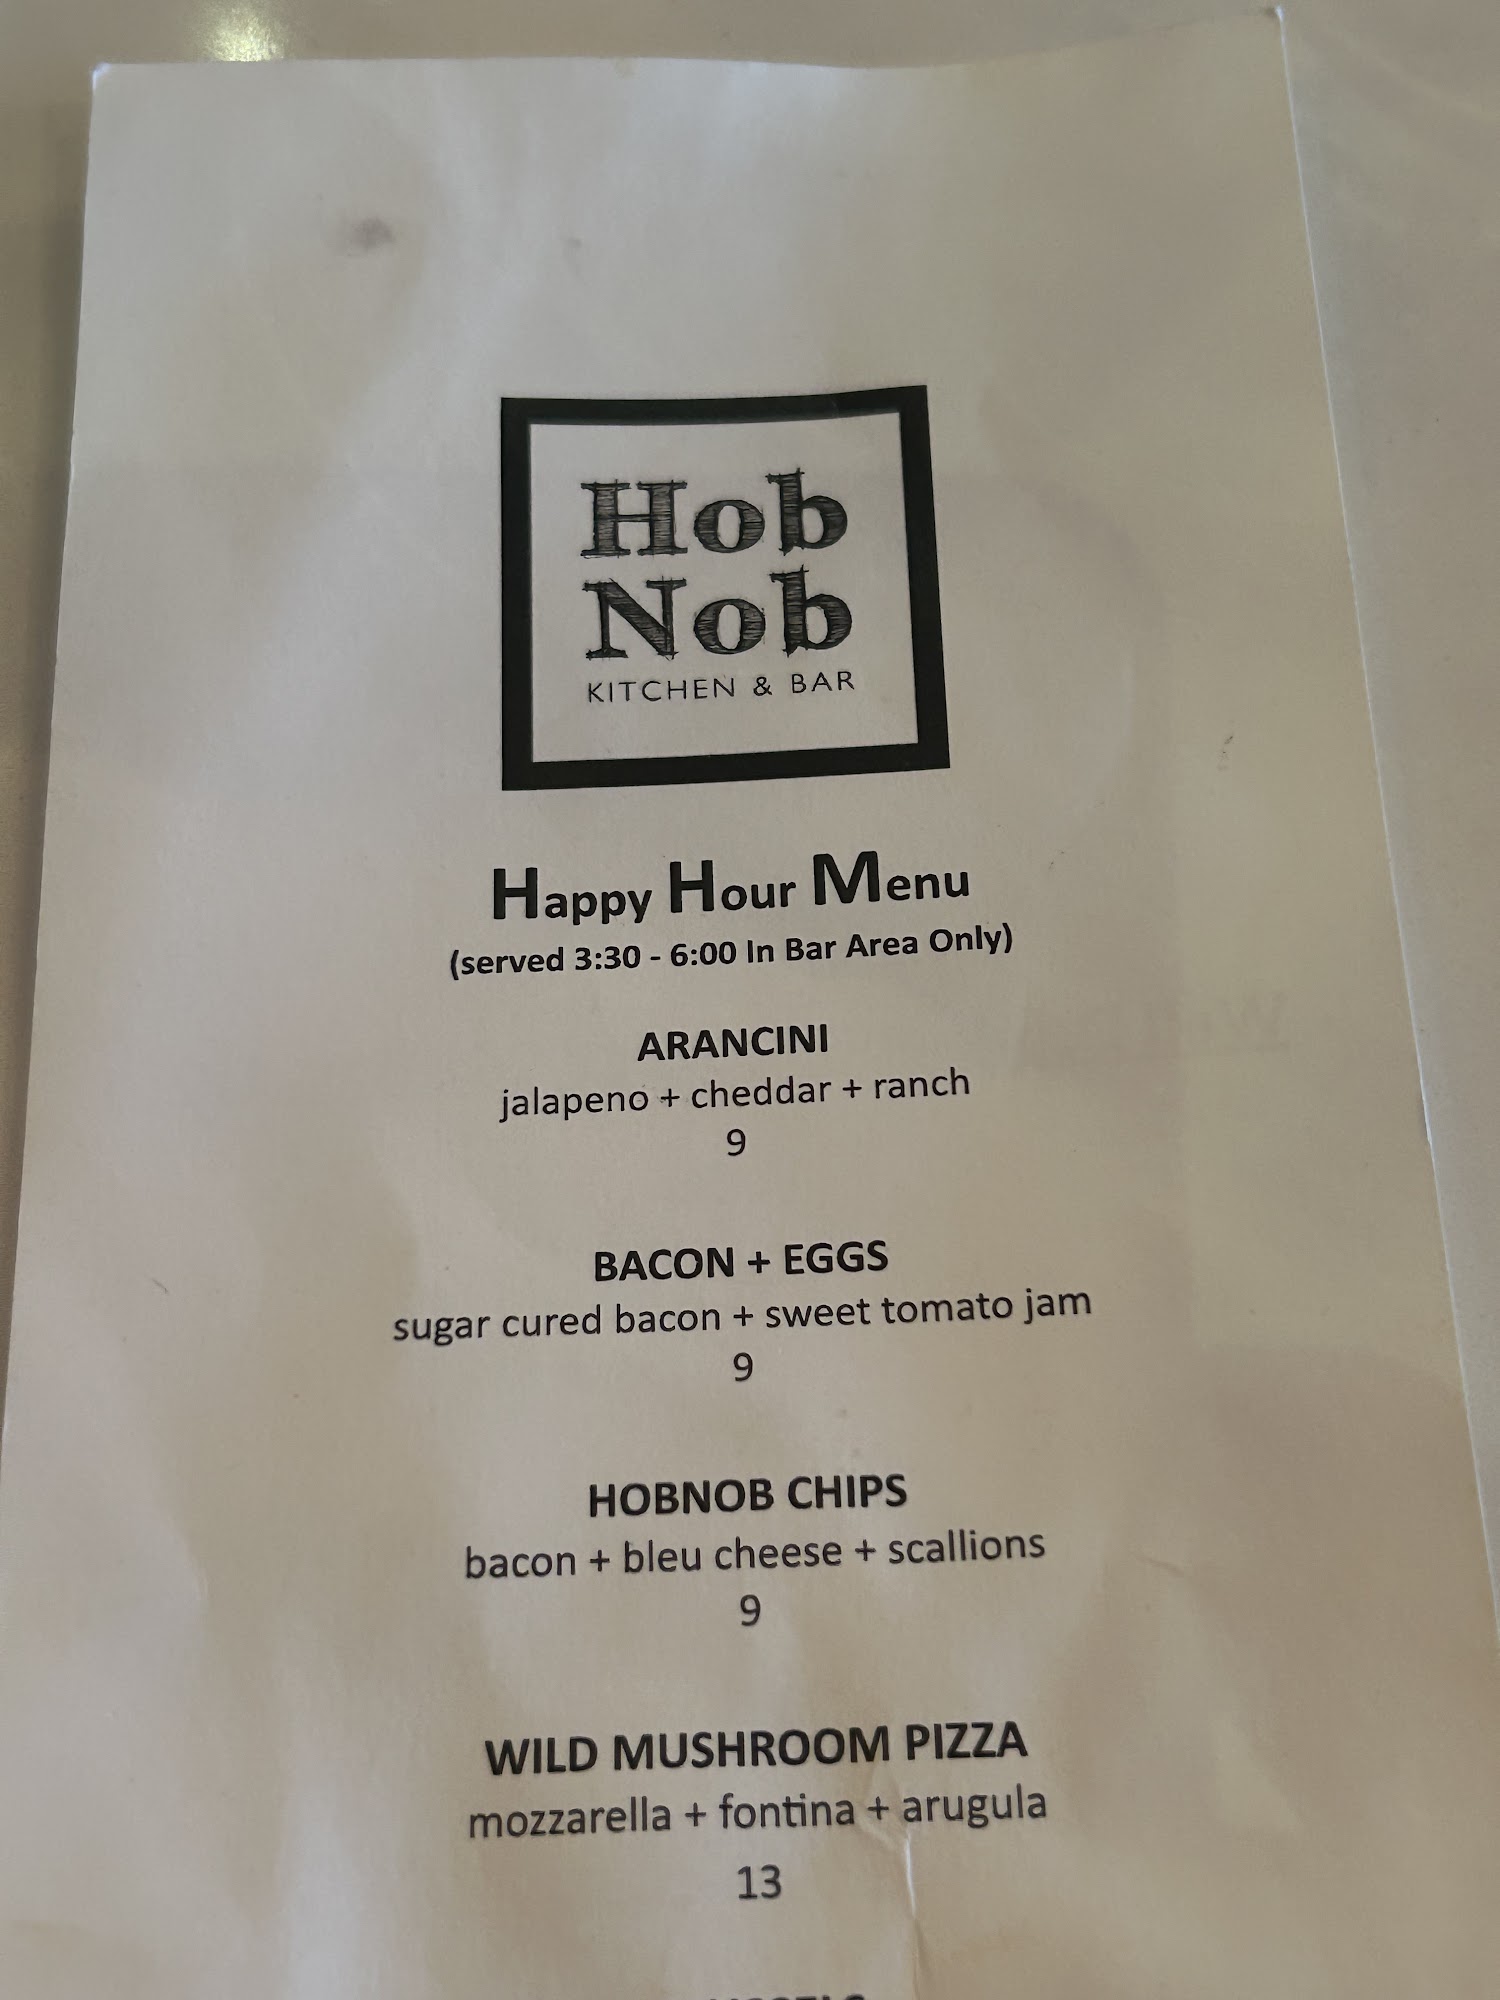 Hob
Nob
KITCHEN & BAR
Happy Hour Menu
(served 3:30 - 6:00 In Bar Area Only)
ARANCINI
jalapeno + cheddar + ranch
9
BACON + EGGS
sugar cured bacon + sweet tomato jam
9
HOBNOB CHIPS
bacon + bleu cheese + scallions
9
WILD MUSHROOM PIZZA
mozzarella + fontina + arugula
13